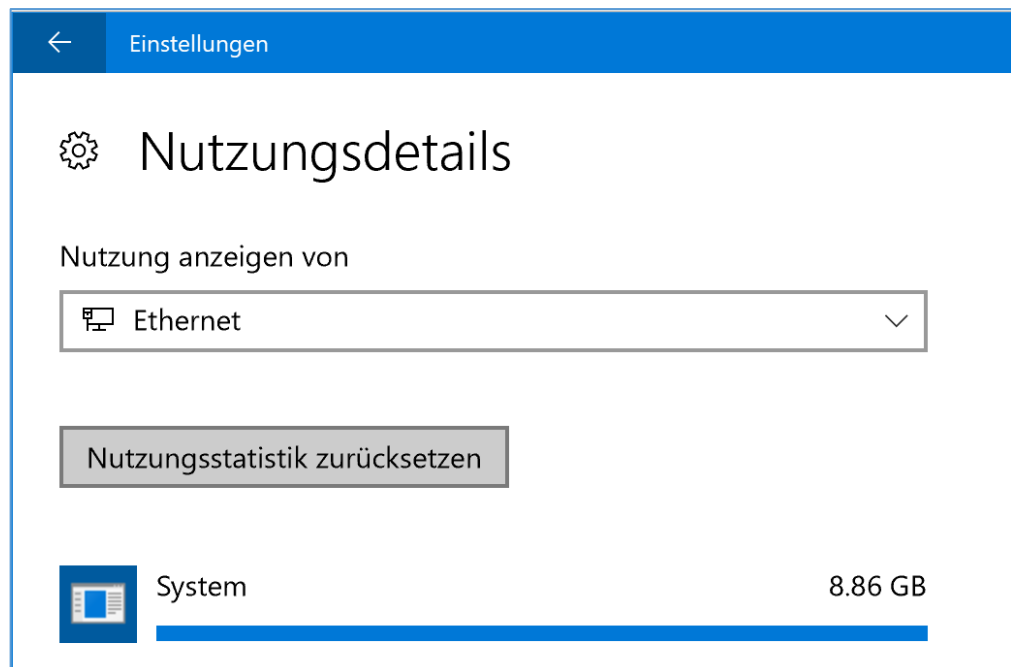 Einstellungen
Nutzungsdetails
Nutzung anzeigen von
Ethernet
Nutzungsstatistik zurücksetzen
System 8.86 GB